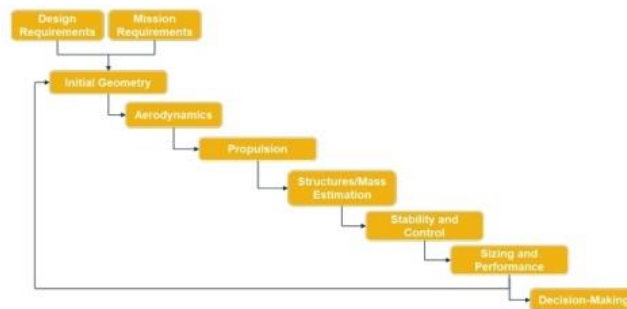 Design
Requirements
Mission
Requirements
Initial Geometry
Aerodynamics
Propulsion
Structures/Mass
Estimation
Stability and
Control
Sizing and
Performance
Decision-Making